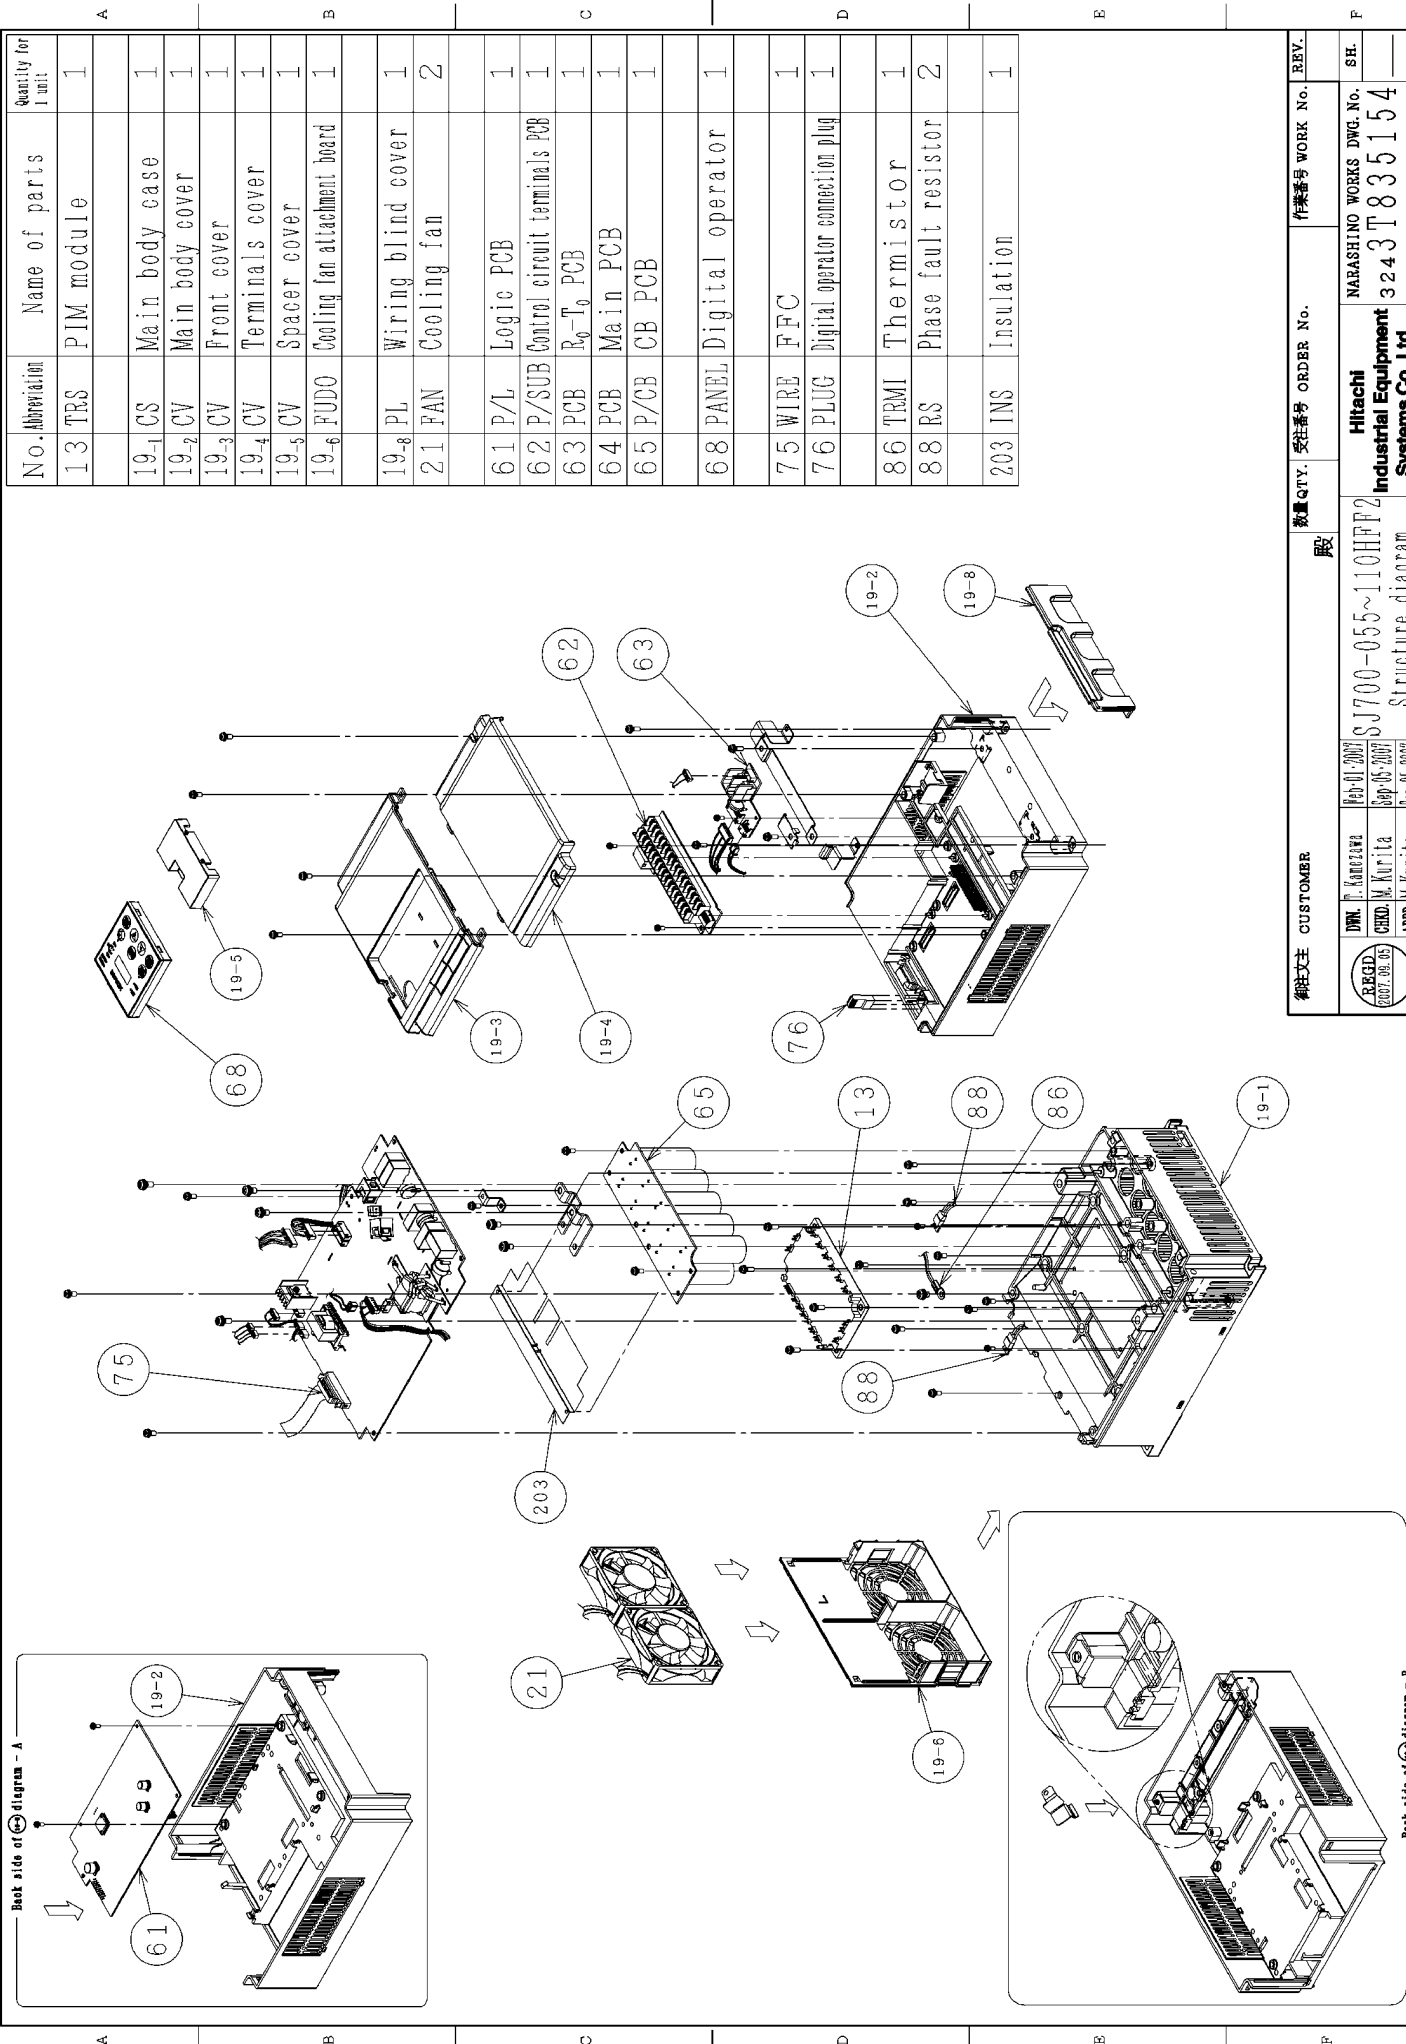 A
B
C
D
E
F
No. Abbreviation Name of parts Quantity for 1 unit
13 TRS PIM module 1
19-1 CS Main body case 1
19-2 CV Main body cover 1
19-3 CV Front cover 1
19-4 CV Terminals cover 1
19-5 CV Spacer cover 1
19-6 FUDO Cooling fan attachment board 1
19-8 PL Wiring blind cover 1
21 FAN Cooling fan 2
61 P/L Logic PCB 1
62 P/SUB Control circuit terminals PCB 1
63 PCB R0-T0 PCB 1
64 PCB Main PCB 1
65 P/CB CB PCB 1
68 PANEL Digital operator 1
75 WIRE FFC 1
76 PLUG Digital operator connection plug 1
86 TRMI Thermistor 1
88 RS Phase fault resistor 2
203 INS Insulation 1
Back side of diagram - A
61
19-2
21
19-6
75
203
65
13
88
88
86
19-1
68
19-5
19-3
19-4
62
63
76
19-2
19-8
御注文主 CUSTOMER
殿
数量 QTY.
受注番号 ORDER No.
作業番号 WORK No.
REV.
REGD
2007.09.05
DWN. T. Kanezawa Feb·01·2007
CHKD. M. Kurita Sep·05·2007
SJ700-055~110HFF2
Structure diagram
Hitachi
Industrial Equipment
Systems Co., Ltd.
NARASHINO WORKS DWG. No.
3243T835154
SH.
A
B
C
D
E
F